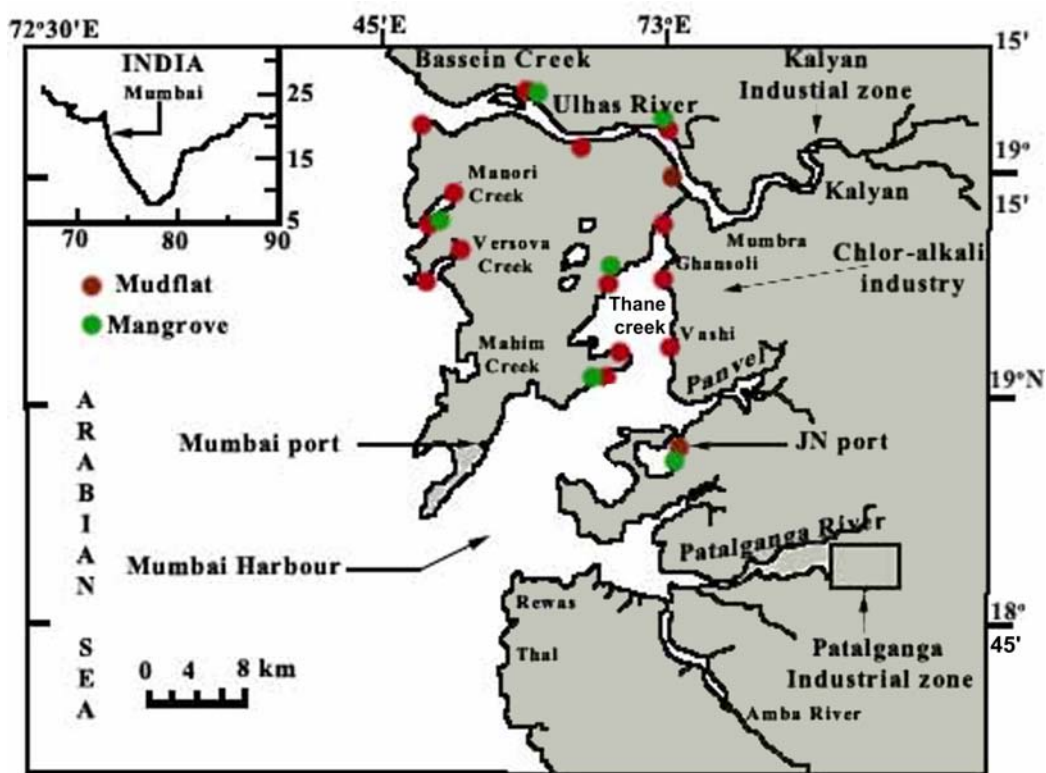 72°30'E
45'E
73°E
15'
INDIA
Mumbai
25
15
5
70
80
90
Bassein Creek
Ulhas River
Kalyan
Industial zone
19°
15'
Kalyan
Manori
Creek
Versova
Creek
Mumbra
Ghansoli
Chlor-alkali
industry
Mudflat
Mangrove
Thane
creek
Vashi
Mahim
Creek
Panvel
19°N
Mumbai port
JN port
ARABIAN
SEA
Mumbai Harbour
Patalganga River
Rewas
Thal
18°
45'
0 4 8 km
Patalganga
Industrial zone
Amba River